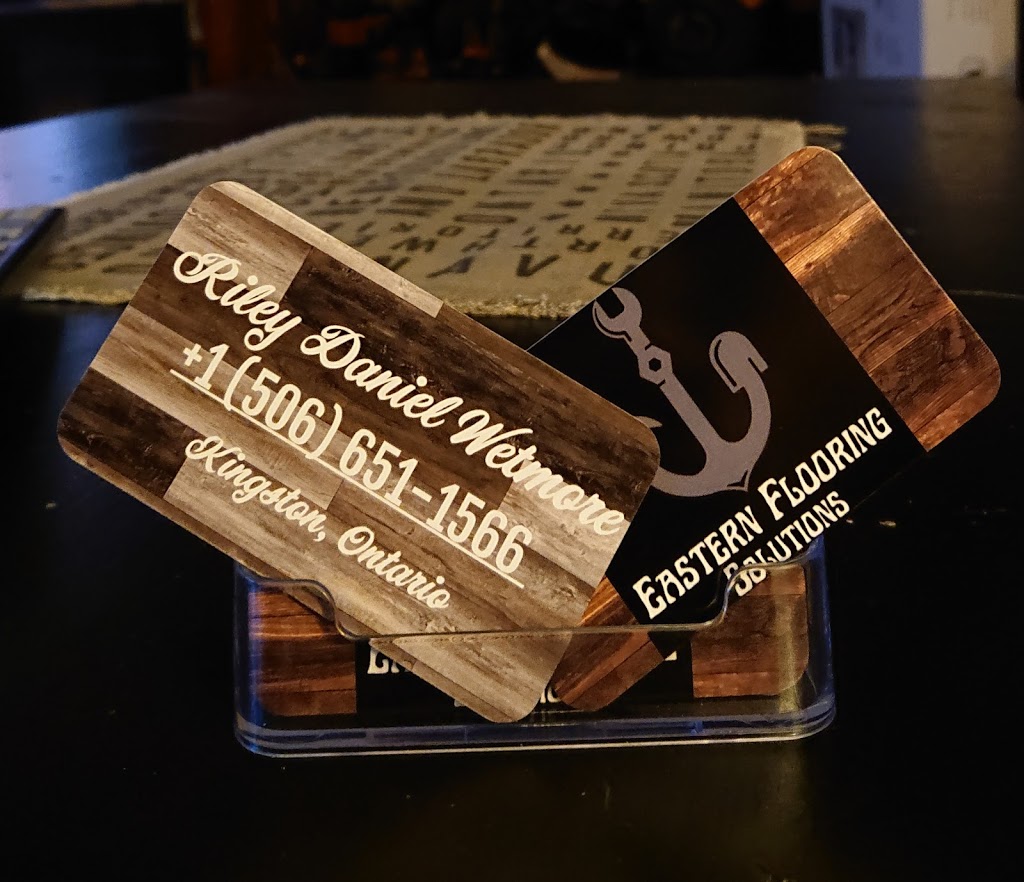 Riley Daniel Wetmore
+1 (506) 651-1566
Kingston, Ontario
EASTERN FLOORING
SOLUTIONS